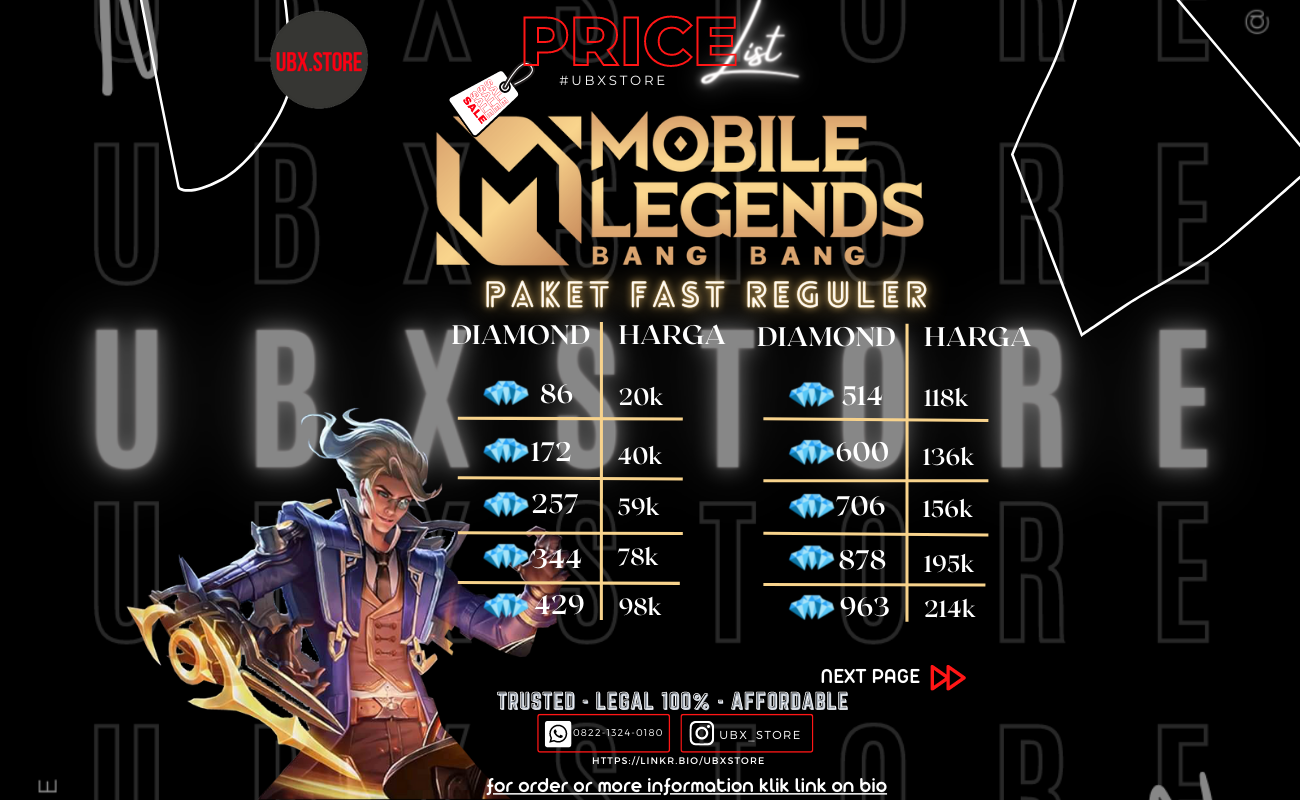 PRICE List
UBX.STORE
#UBXSTORE
SALE
MOBILE
LEGENDS
BANG BANG
PAKET FAST REGULER
DIAMOND HARGA DIAMOND HARGA
86 20k 514 118k
172 40k 600 136k
257 59k 706 156k
344 78k 878 195k
429 98k 963 214k
UBXSTORE
NEXT PAGE
TRUSTED - LEGAL 100% - AFFORDABLE
0822-1324-0180 UBX_STORE
HTTPS://LINKR.BIO/UBXSTORE
for order or more information klik link on bio